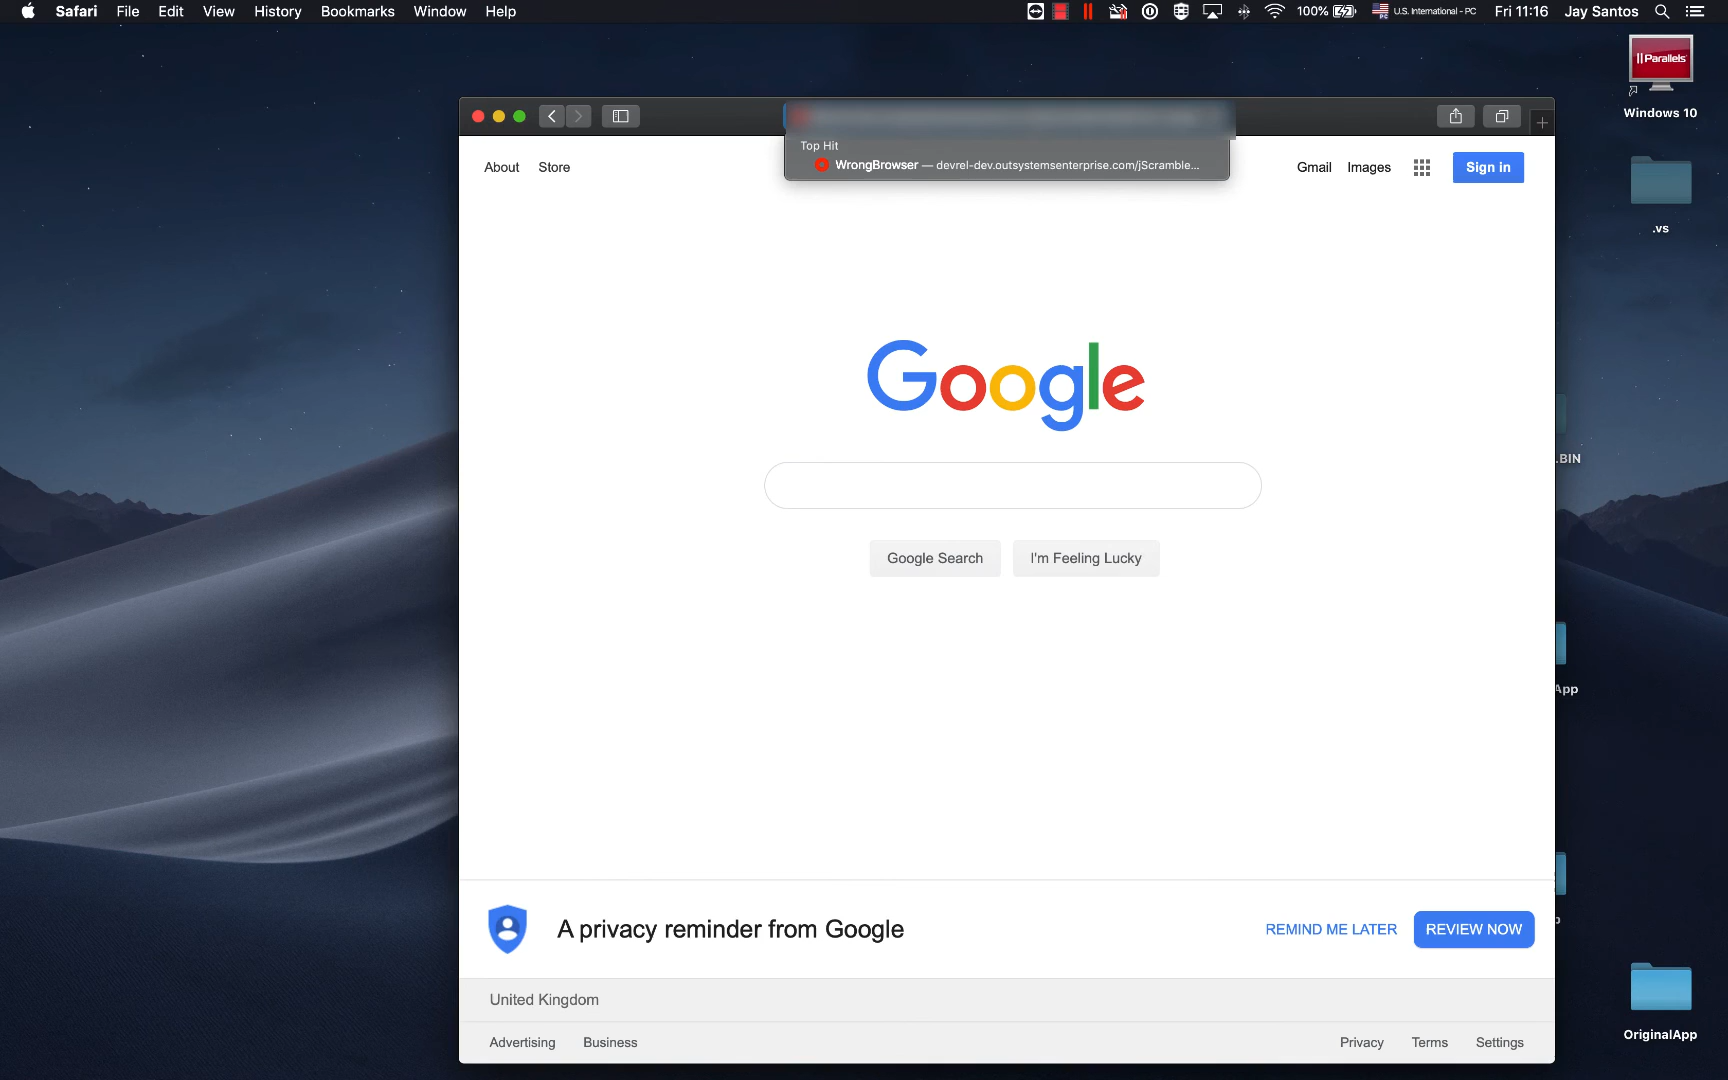 Safari File Edit View History Bookmarks Window Help
100% U.S. International - PC Fri 11:16 Jay Santos
Parallels
Windows 10
Top Hit
WrongBrowser — devrel-dev.outsystemsenterprise.com/jScramble...
About Store
Gmail Images Sign in
.vs
Google
.BIN
Google Search I'm Feeling Lucky
App
A privacy reminder from Google
REMIND ME LATER REVIEW NOW
United Kingdom
Advertising Business
Privacy Terms Settings
OriginalApp